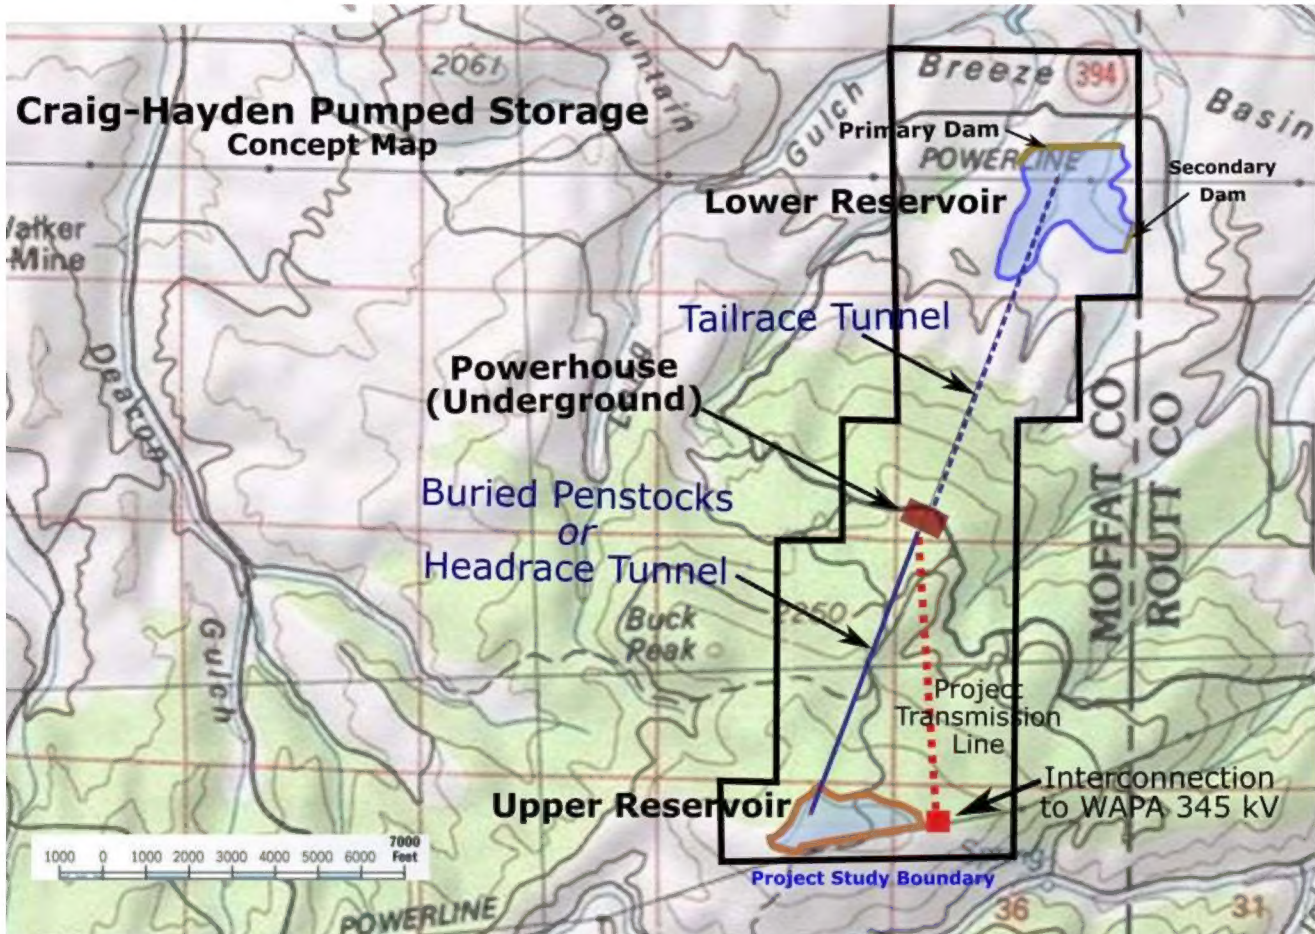 Craig-Hayden Pumped Storage
Concept Map
2061
Mountain
Breeze
394
Basin
Gulch
Primary Dam
POWERLINE
Secondary
Dam
Lower Reservoir
Walker
Mine
Tailrace Tunnel
Powerhouse
(Underground)
Long
Deacon
Gulch
MOFFAT CO
ROUTT CO
Buried Penstocks
or
Headrace Tunnel
2250
Buck
Peak
Project
Transmission
Line
Interconnection
to WAPA 345 kV
Upper Reservoir
Project Study Boundary
1000 0 1000 2000 3000 4000 5000 6000 7000
Feet
POWERLINE
36
31